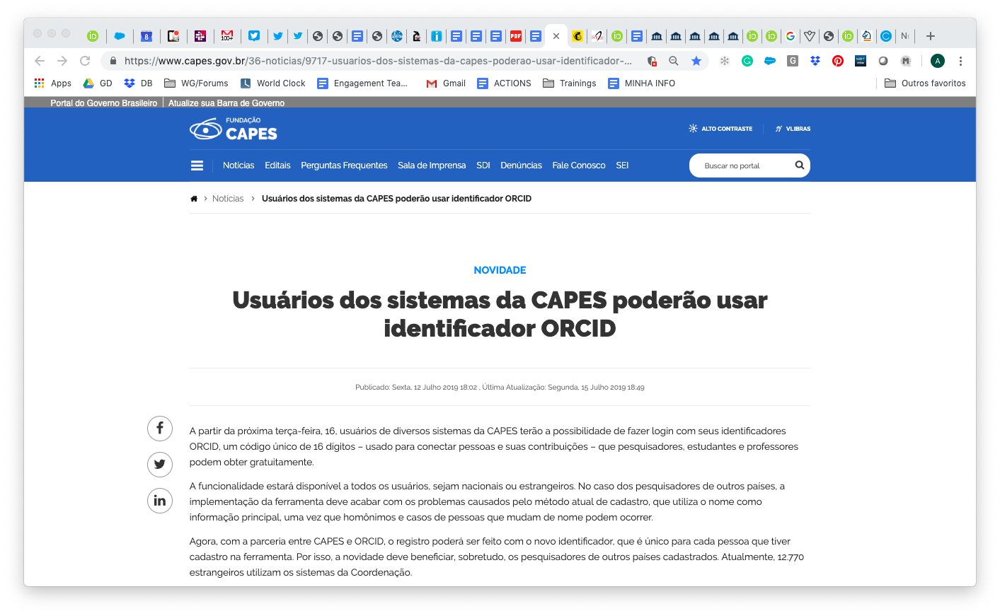 8
100+
PDF
G
Nc
https://www.capes.gov.br/36-noticias/9717-usuarios-dos-sistemas-da-capes-poderao-usar-identificador-...
A
Apps GD DB WG/Forums World Clock Engagement Tea... Gmail ACTIONS Trainings MINHA INFO Outros favoritos
Portal do Governo Brasileiro Atualize sua Barra de Governo
FUNDAÇÃO
CAPES
ALTO CONTRASTE VLIBRAS
Notícias Editais Perguntas Frequentes Sala de Imprensa SDI Denúncias Fale Conosco SEI
Buscar no portal
Notícias Usuários dos sistemas da CAPES poderão usar identificador ORCID
NOVIDADE
Usuários dos sistemas da CAPES poderão usar
identificador ORCID
Publicado: Sexta, 12 Julho 2019 18:02 , Última Atualização: Segunda, 15 Julho 2019 18:49
A partir da próxima terça-feira, 16, usuários de diversos sistemas da CAPES terão a possibilidade de fazer login com seus identificadores
ORCID, um código único de 16 dígitos – usado para conectar pessoas e suas contribuições – que pesquisadores, estudantes e professores
podem obter gratuitamente.
A funcionalidade estará disponível a todos os usuários, sejam nacionais ou estrangeiros. No caso dos pesquisadores de outros países, a
implementação da ferramenta deve acabar com os problemas causados pelo método atual de cadastro, que utiliza o nome como
informação principal, uma vez que homônimos e casos de pessoas que mudam de nome podem ocorrer.
Agora, com a parceria entre CAPES e ORCID, o registro poderá ser feito com o novo identificador, que é único para cada pessoa que tiver
cadastro na ferramenta. Por isso, a novidade deve beneficiar, sobretudo, os pesquisadores de outros países cadastrados. Atualmente, 12.770
estrangeiros utilizam os sistemas da Coordenação.